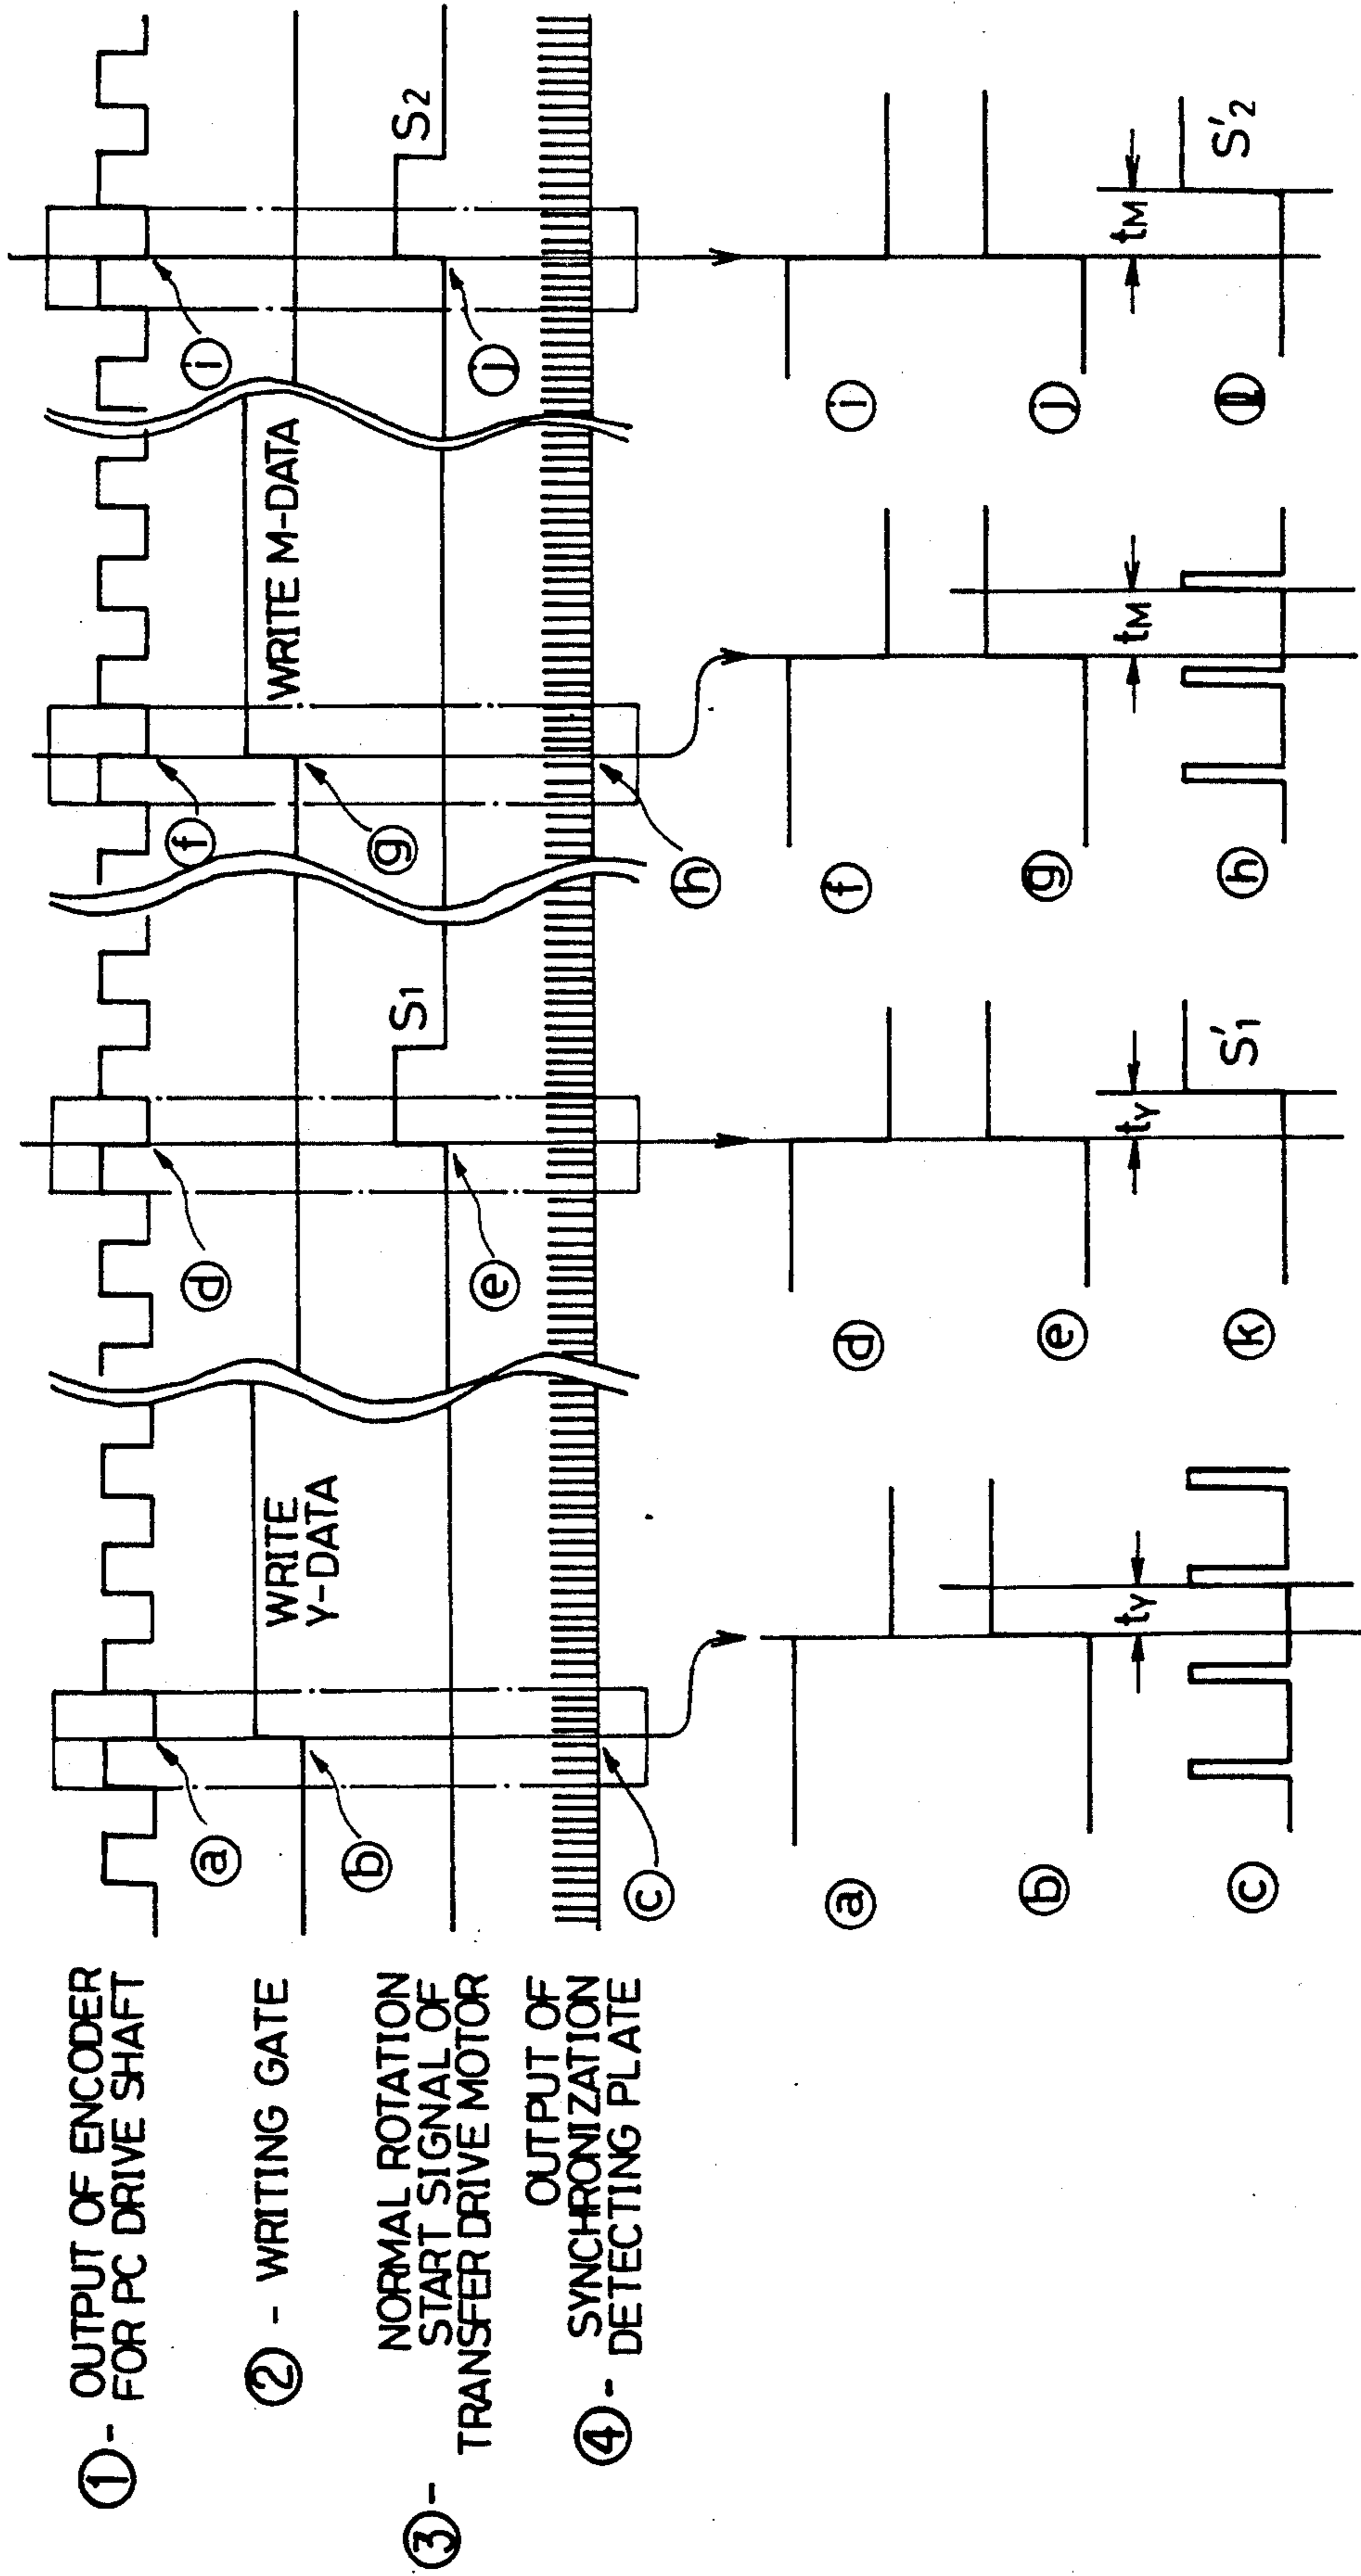 ① - OUTPUT OF ENCODER
FOR PC DRIVE SHAFT
② - WRITING GATE
③ -
NORMAL ROTATION
START SIGNAL OF
TRANSFER DRIVE MOTOR
④ -
OUTPUT OF
SYNCHRONIZATION
DETECTING PLATE
ⓐ
ⓑ
ⓒ
WRITE
Y-DATA
ⓓ
ⓔ
S1
ⓕ
ⓖ
ⓗ
WRITE M-DATA
ⓘ
ⓙ
S2
ⓐ
ⓑ
ⓒ
tY
ⓓ
ⓔ
ⓚ
tY
S'1
ⓕ
ⓖ
ⓗ
tM
ⓘ
ⓙ
ⓛ
tM
S'2